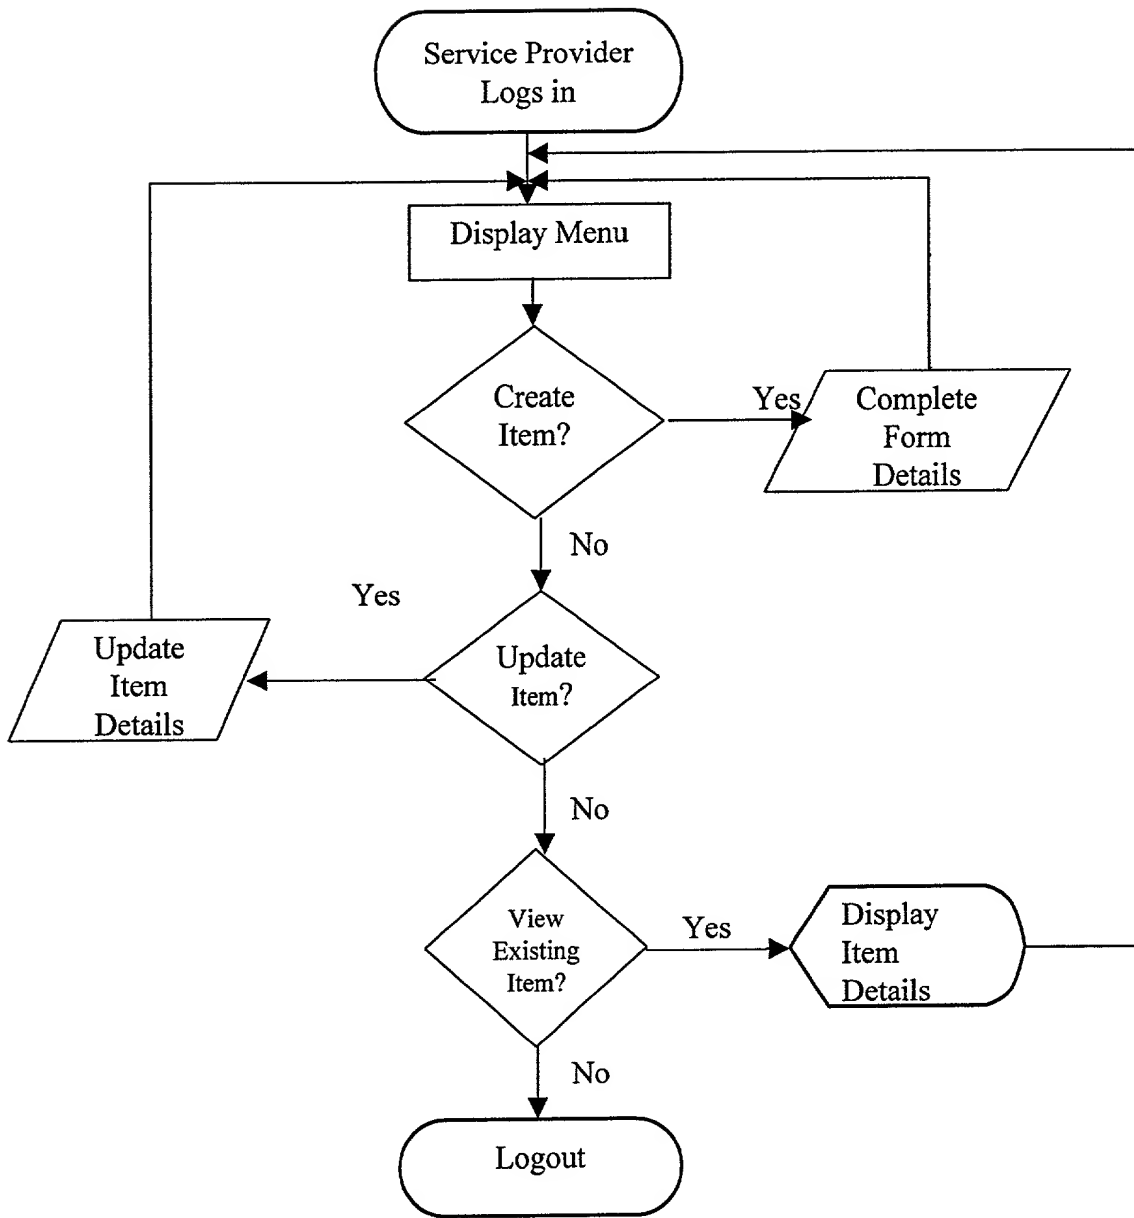 Service Provider
Logs in
Display Menu
Create
Item?
Yes
Complete
Form
Details
No
Yes
Update
Item
Details
Update
Item?
No
View
Existing
Item?
Yes
Display
Item
Details
No
Logout